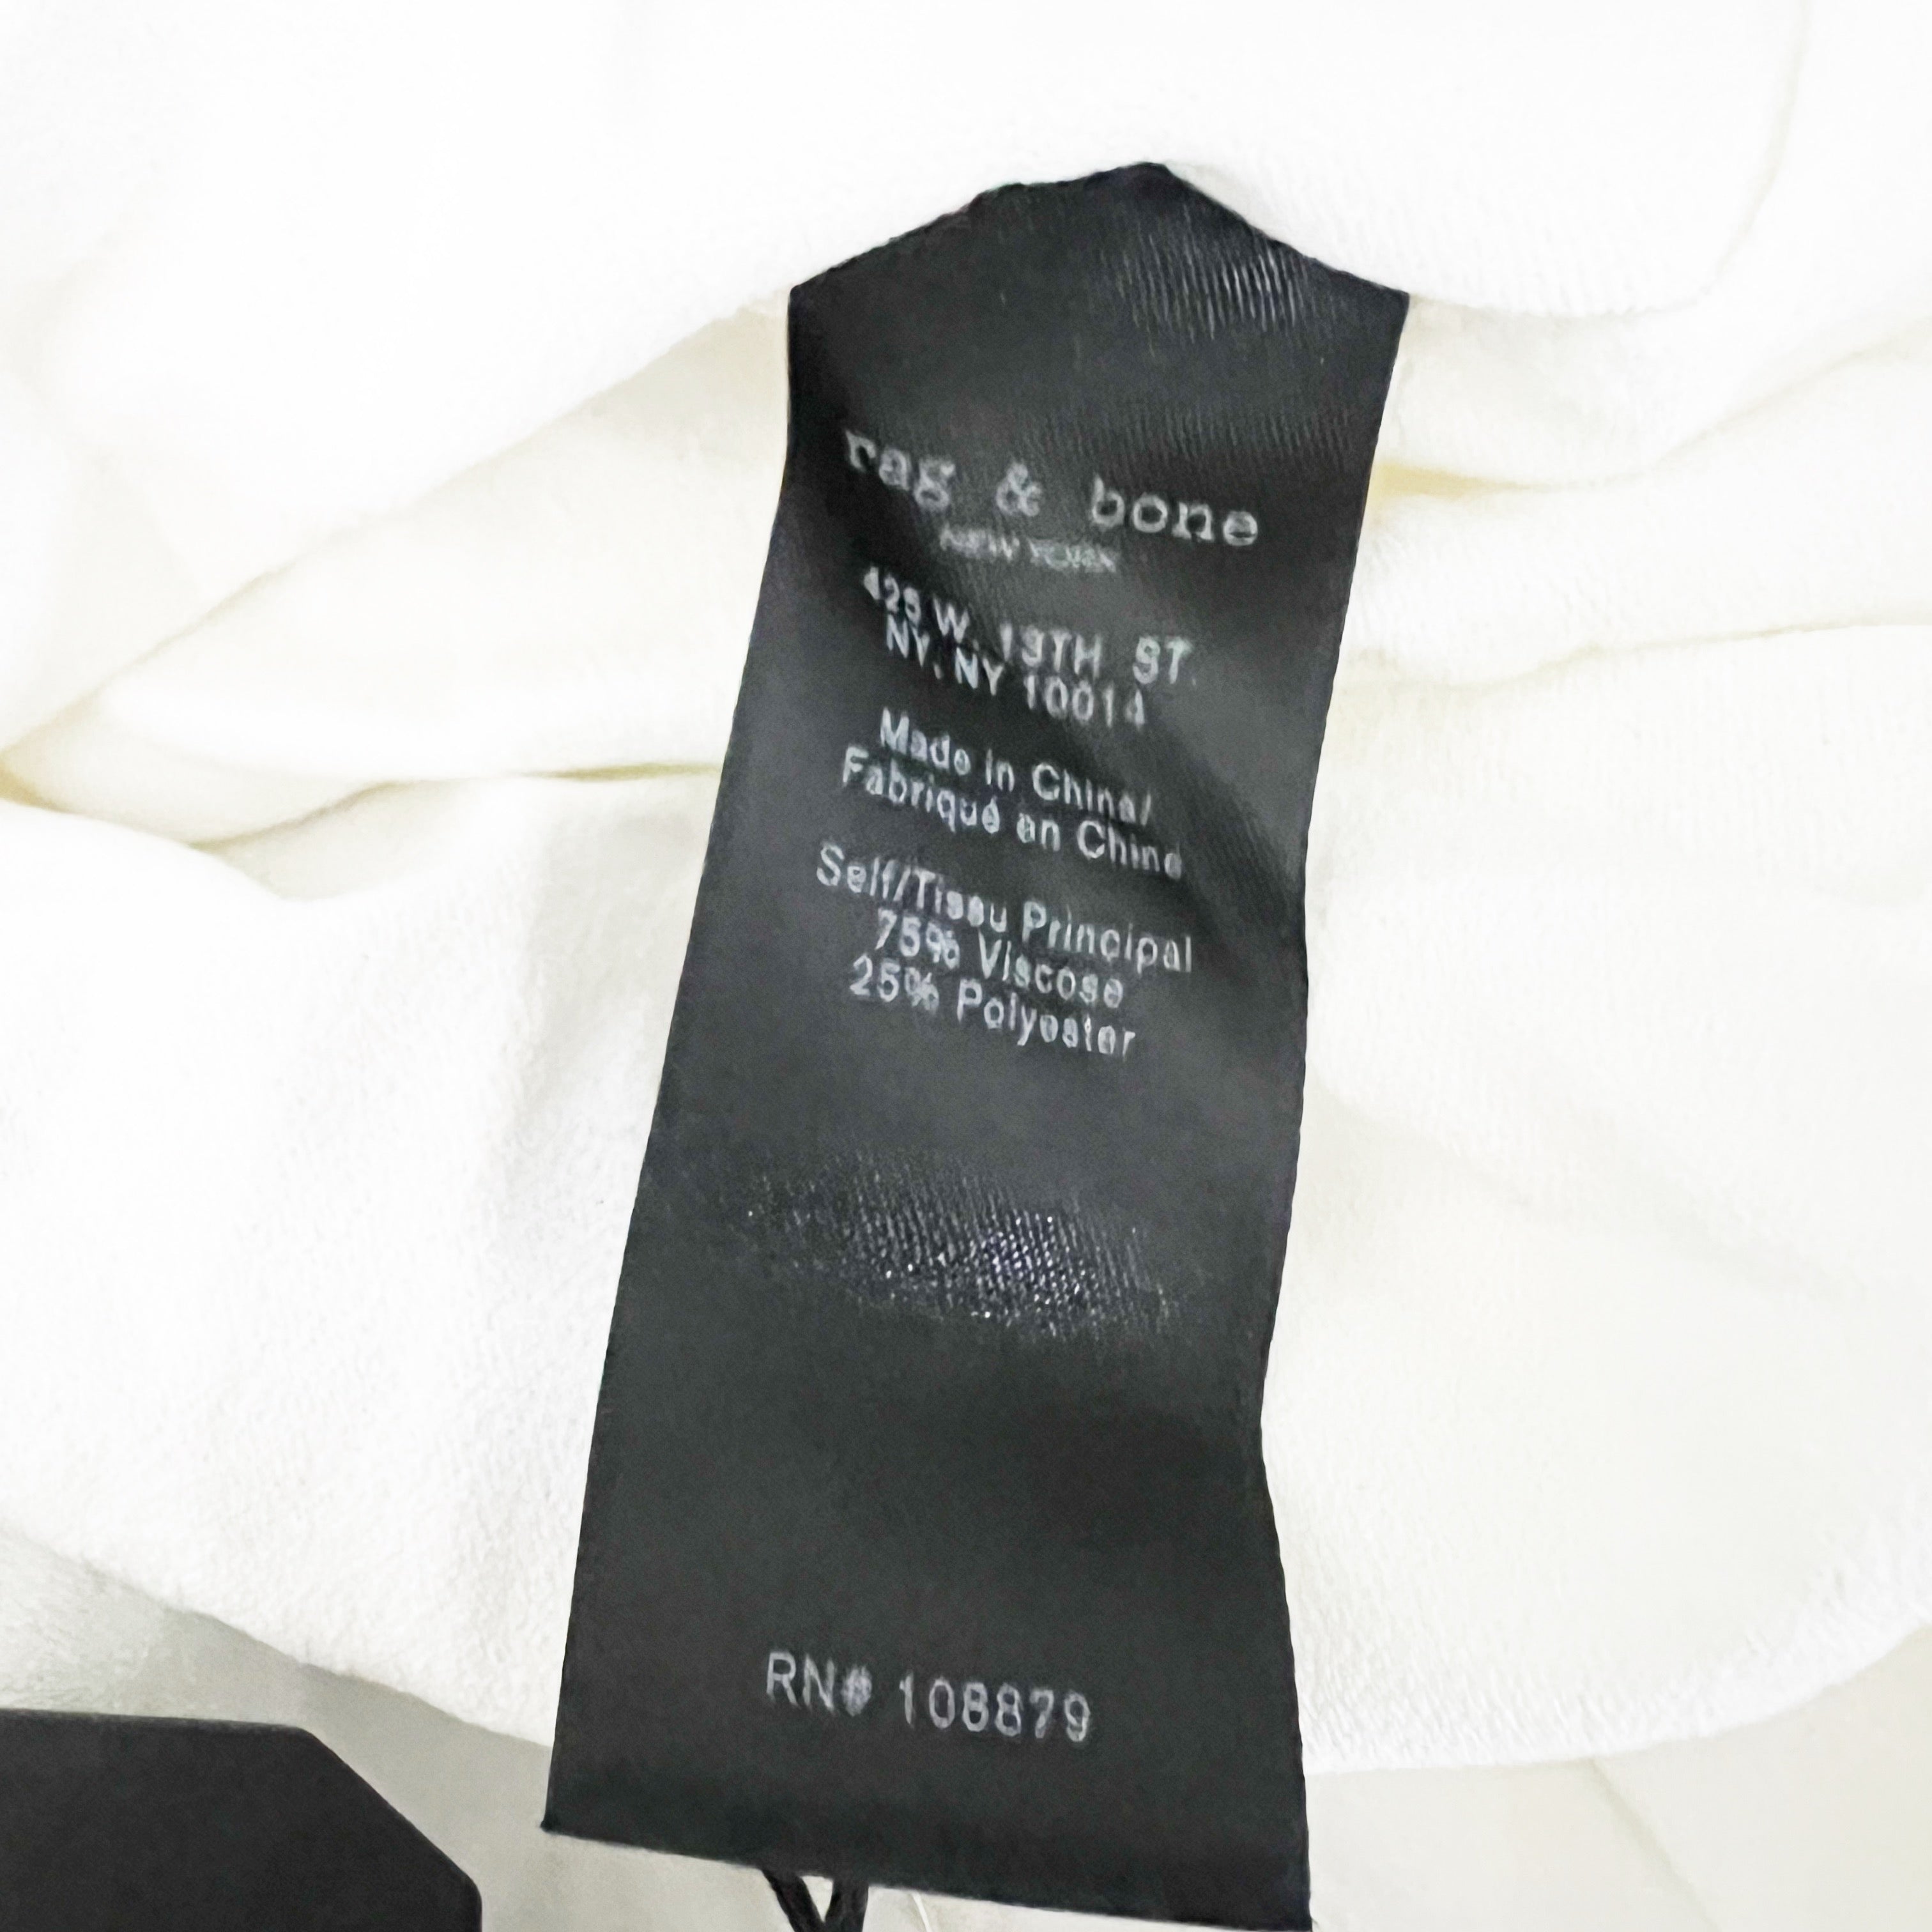 rag & bone
NEW YORK
425 W. 13TH ST.
NY, NY 10014
Made in China/
Fabriqué en Chine
Self/Tissu Principal
75% Viscose
25% Polyester
RN# 108879